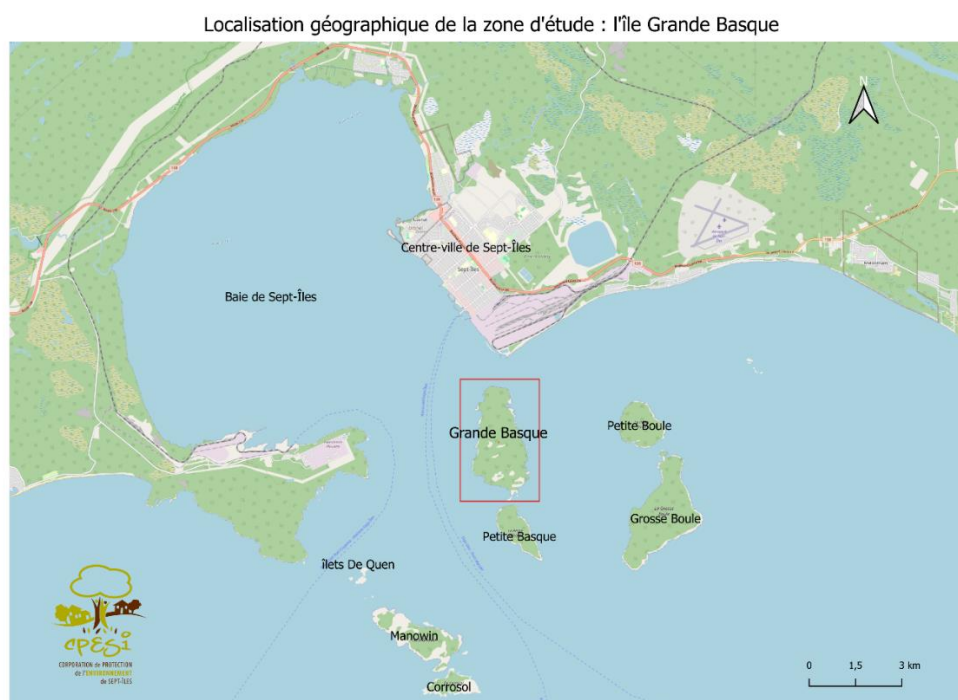 Localisation géographique de la zone d'étude : l'île Grande Basque
N
Centre-ville de Sept-Îles
Sept-Îles
Baie de Sept-Îles
Grande Basque
Petite Boule
Grosse Boule
Petite Basque
îlets De Quen
Manowin
Corrosol
CPESI
CORPORATION de PROTECTION
de l'ENVIRONNEMENT
de SEPT-ÎLES
0 1,5 3 km